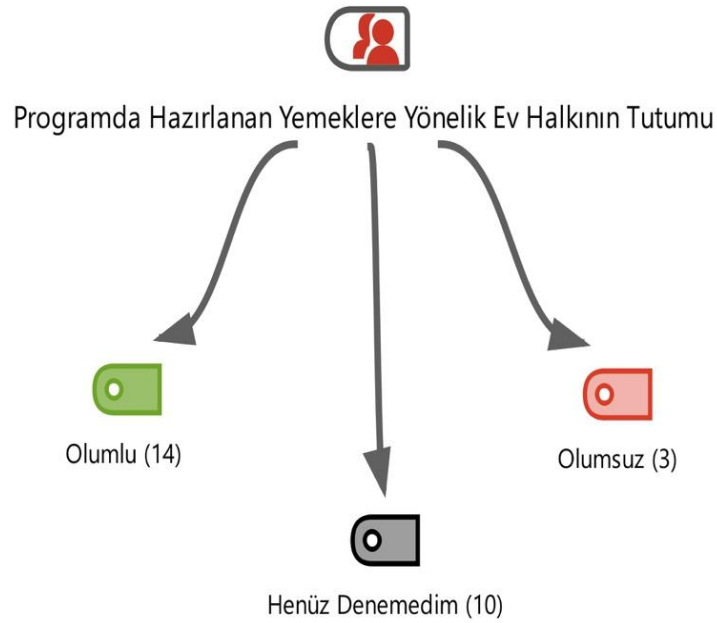 Programda Hazırlanan Yemeklere Yönelik Ev Halkının Tutumu
Olumlu (14)
Olumsuz (3)
Henüz Denemedim (10)